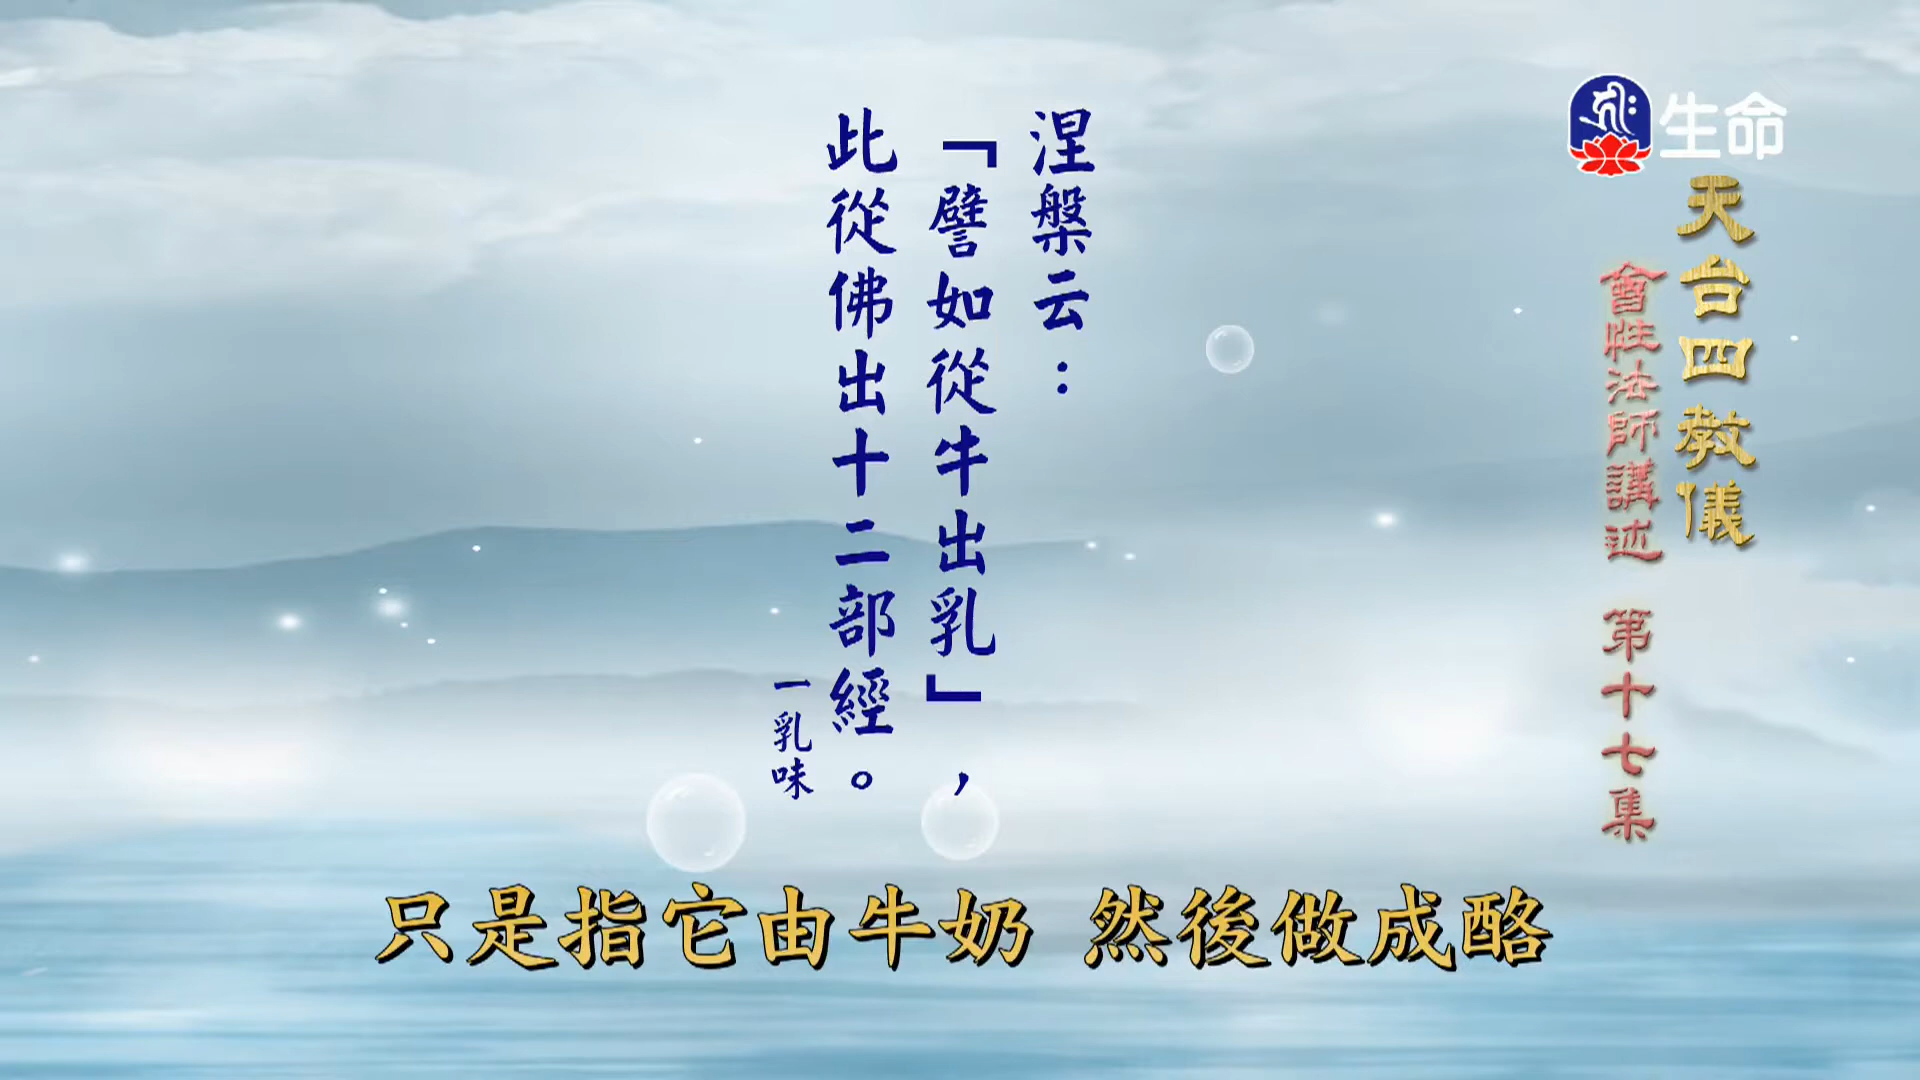 生命
天台四教儀
會性法師講述 第十七集
涅槃云：
「譬如從牛出乳」，
此從佛出十二部經。
一乳味
只是指它由牛奶 然後做成酪